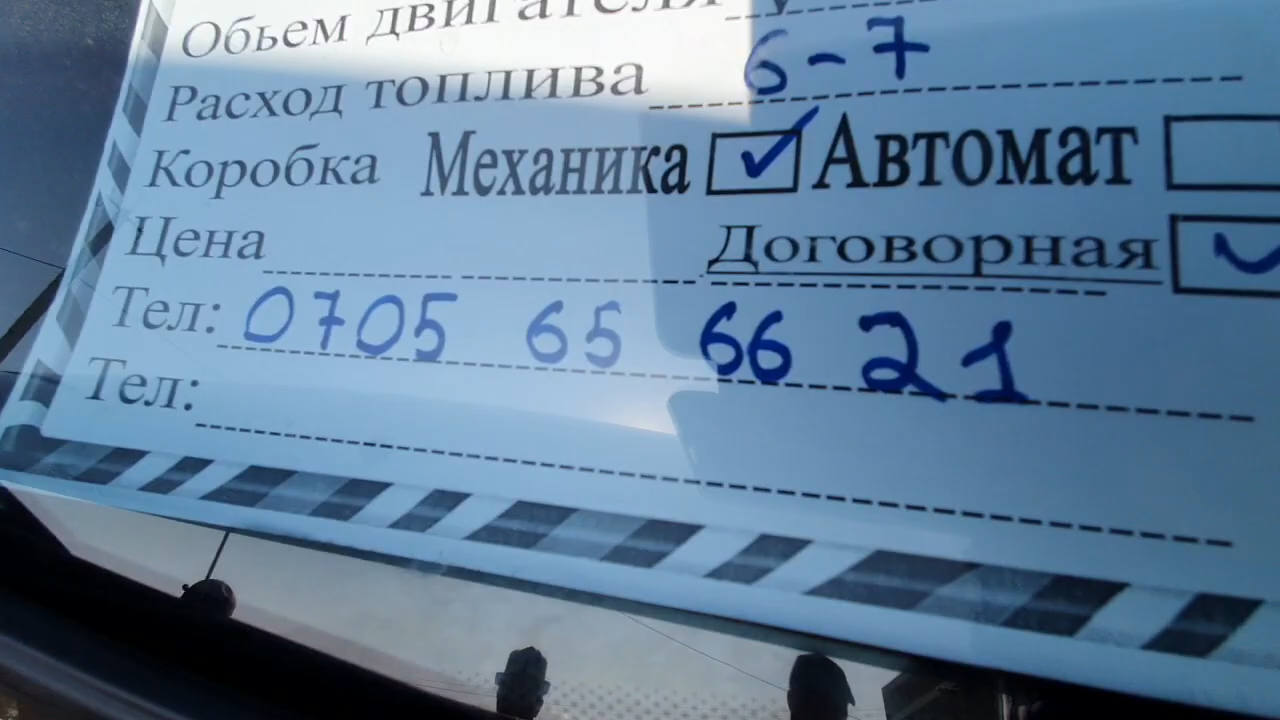 Обьем двигателя
Расход топлива 6-7
Коробка Механика Автомат
Цена Договорная
Тел: 0705 65 66 21
Тел: